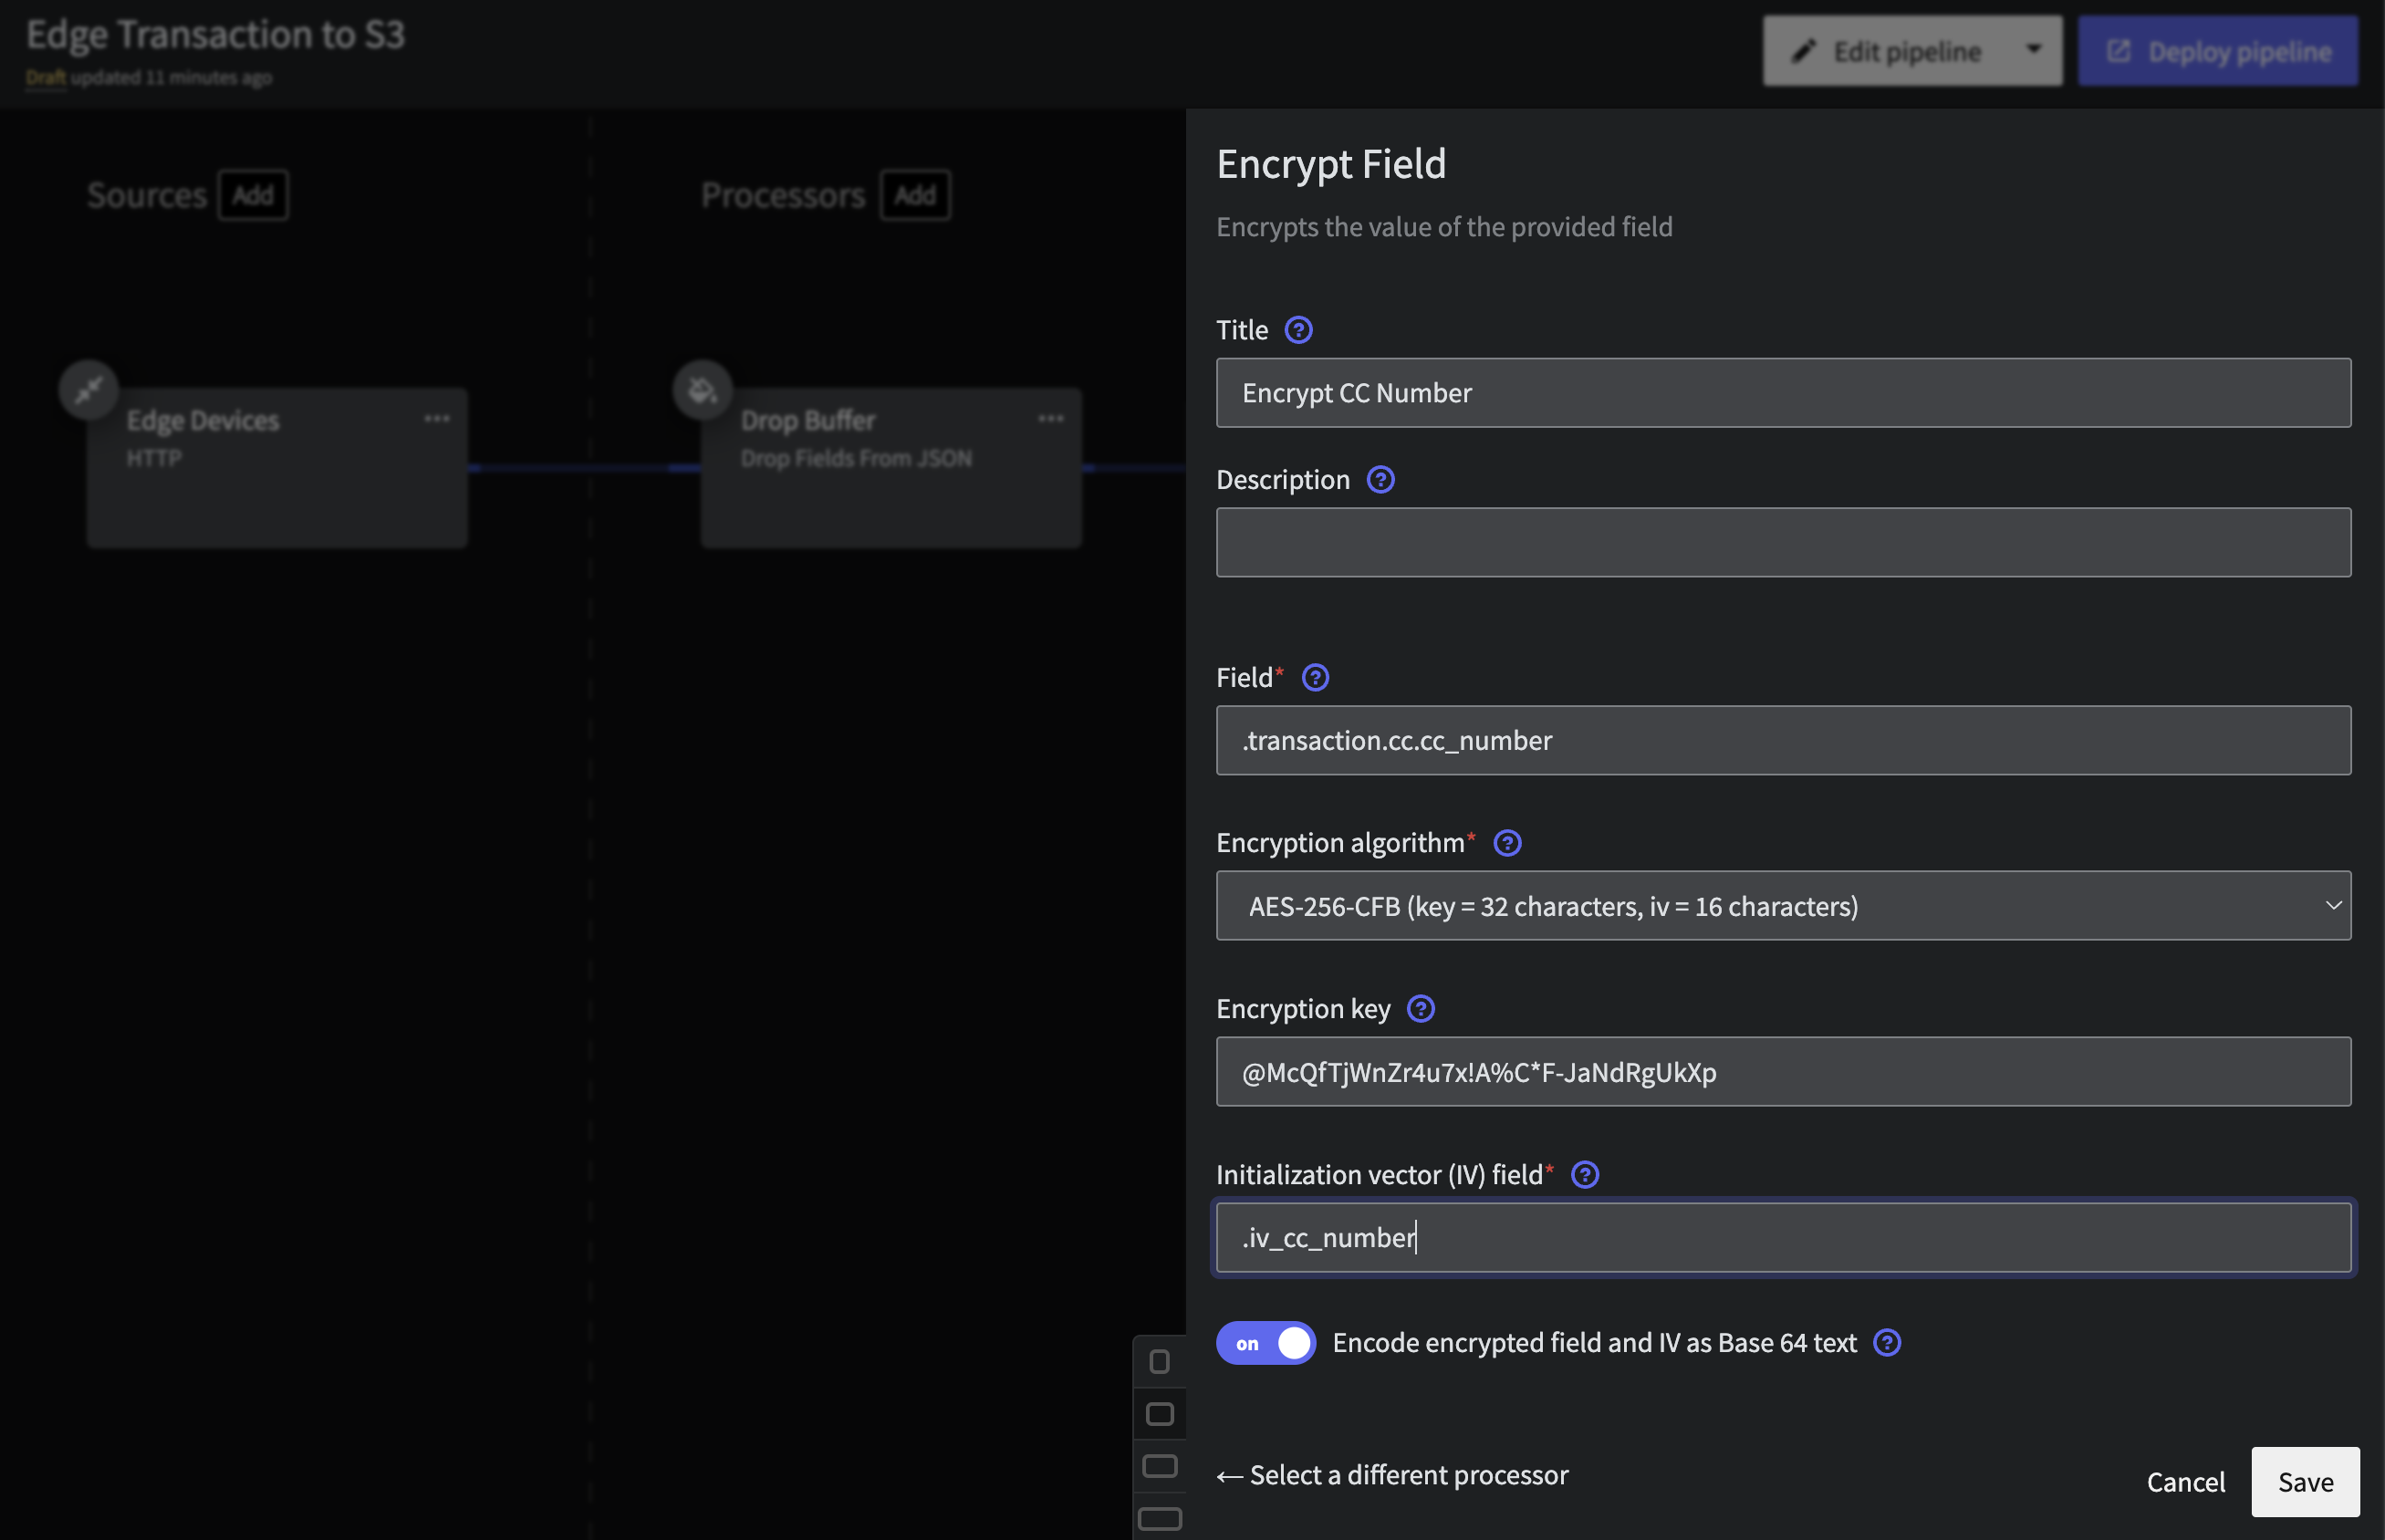 Edge Transaction to S3
Draft updated 11 minutes ago
Edit pipeline
Deploy pipeline
Sources Add
Processors Add
Edge Devices
HTTP
Drop Buffer
Drop Fields From JSON
Encrypt Field
Encrypts the value of the provided field
Title ?
Encrypt CC Number
Description ?
Field* ?
.transaction.cc.cc_number
Encryption algorithm* ?
AES-256-CFB (key = 32 characters, iv = 16 characters)
Encryption key ?
@McQfTjWnZr4u7x!A%C*F-JaNdRgUkXp
Initialization vector (IV) field* ?
.iv_cc_number
on Encode encrypted field and IV as Base 64 text ?
← Select a different processor
Cancel
Save